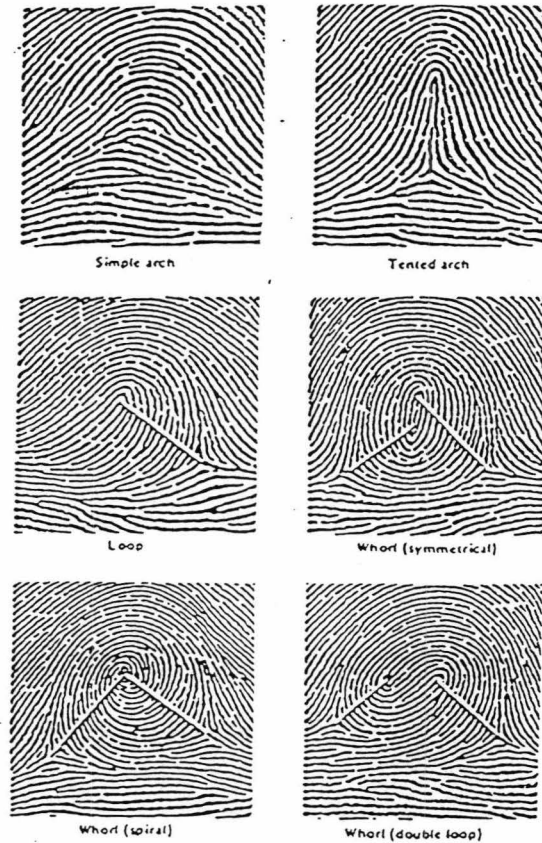 Simple arch
Tented arch
Loop
Whorl (symmetrical)
Whorl (spiral)
Whorl (double loop)